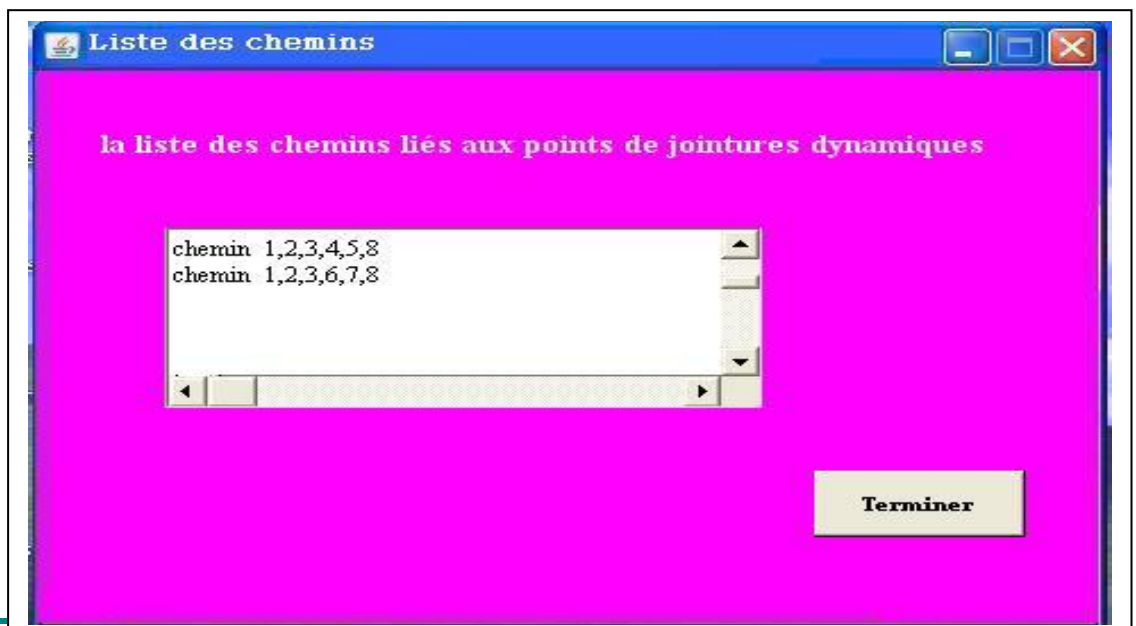 Liste des chemins
la liste des chemins liés aux points de jointures dynamiques
chemin 1,2,3,4,5,8
chemin 1,2,3,6,7,8
Terminer